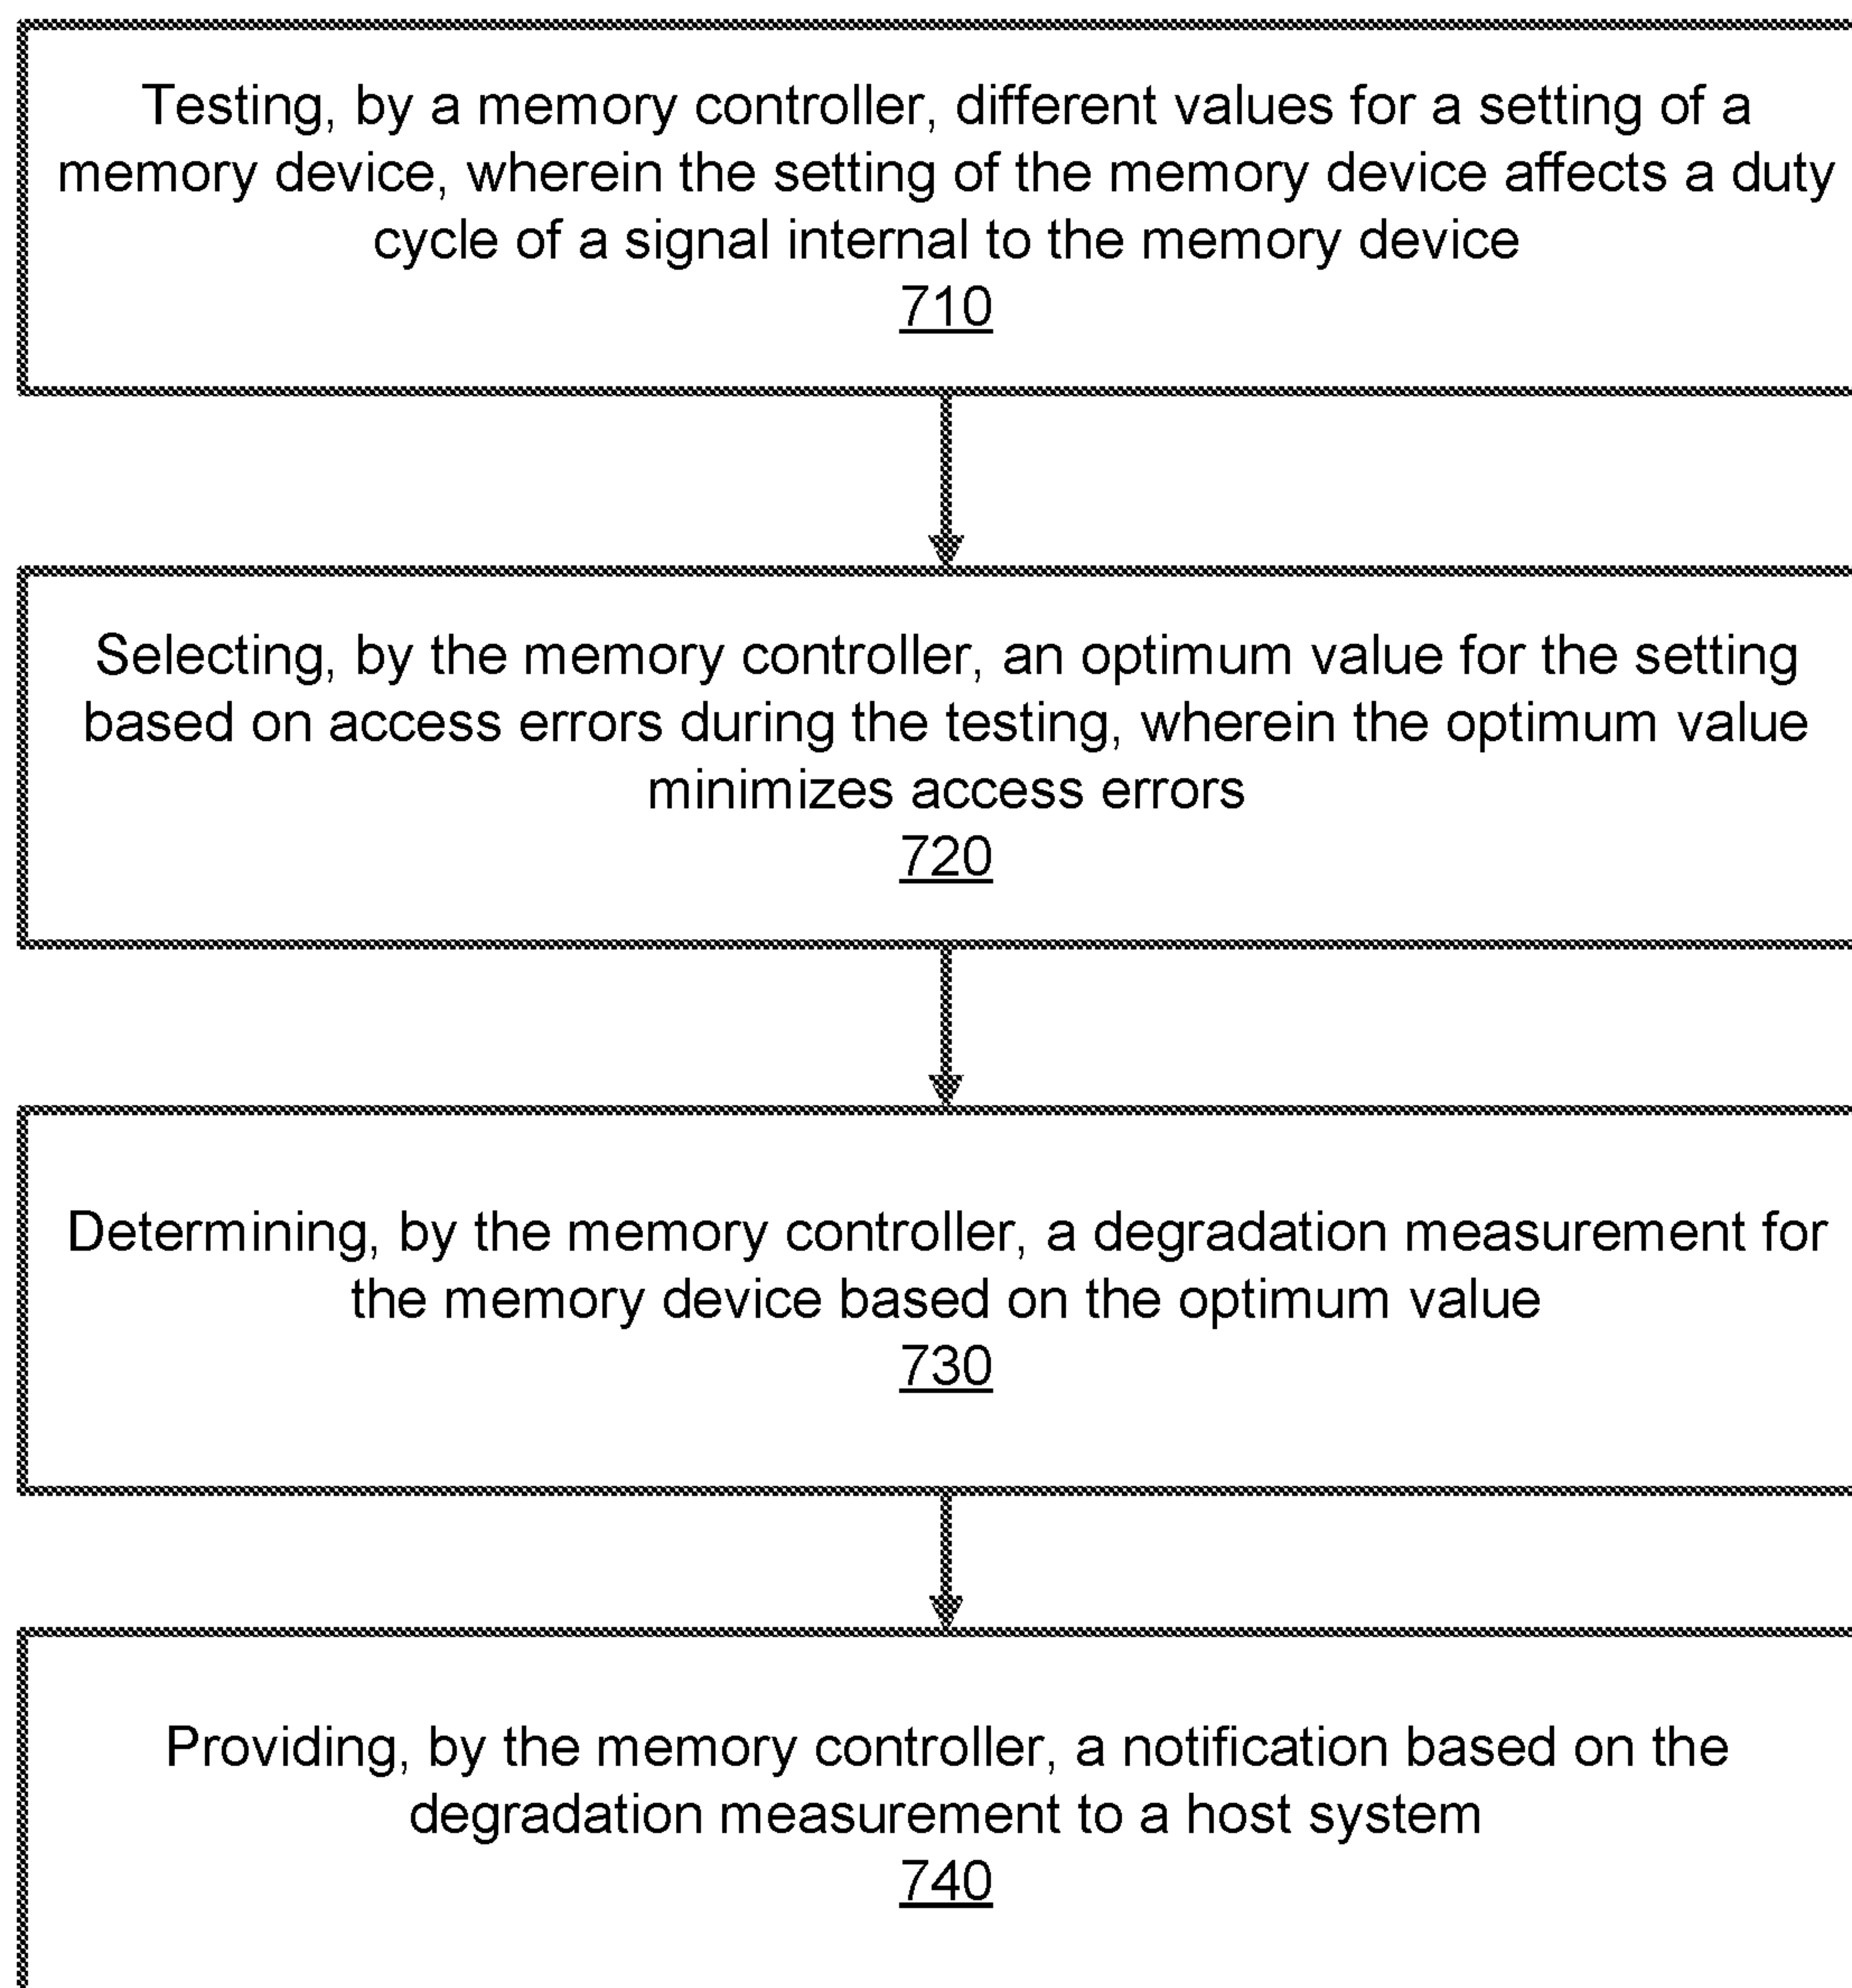 Testing, by a memory controller, different values for a setting of a
memory device, wherein the setting of the memory device affects a duty
cycle of a signal internal to the memory device
710
Selecting, by the memory controller, an optimum value for the setting
based on access errors during the testing, wherein the optimum value
minimizes access errors
720
Determining, by the memory controller, a degradation measurement for
the memory device based on the optimum value
730
Providing, by the memory controller, a notification based on the
degradation measurement to a host system
740